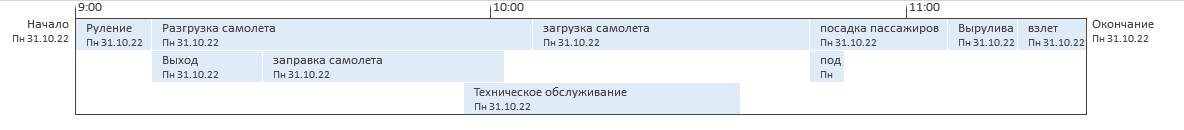 9:00
10:00
11:00
Начало
Пн 31.10.22
Руление
Пн 31.10.22
Разгрузка самолета
Пн 31.10.22
загрузка самолета
Пн 31.10.22
посадка пассажиров
Пн 31.10.22
Вырулива
Пн 31.10.22
взлет
Пн 31.10.22
Окончание
Пн 31.10.22
Выход
Пн 31.10.22
заправка самолета
Пн 31.10.22
под
Пн
Техническое обслуживание
Пн 31.10.22